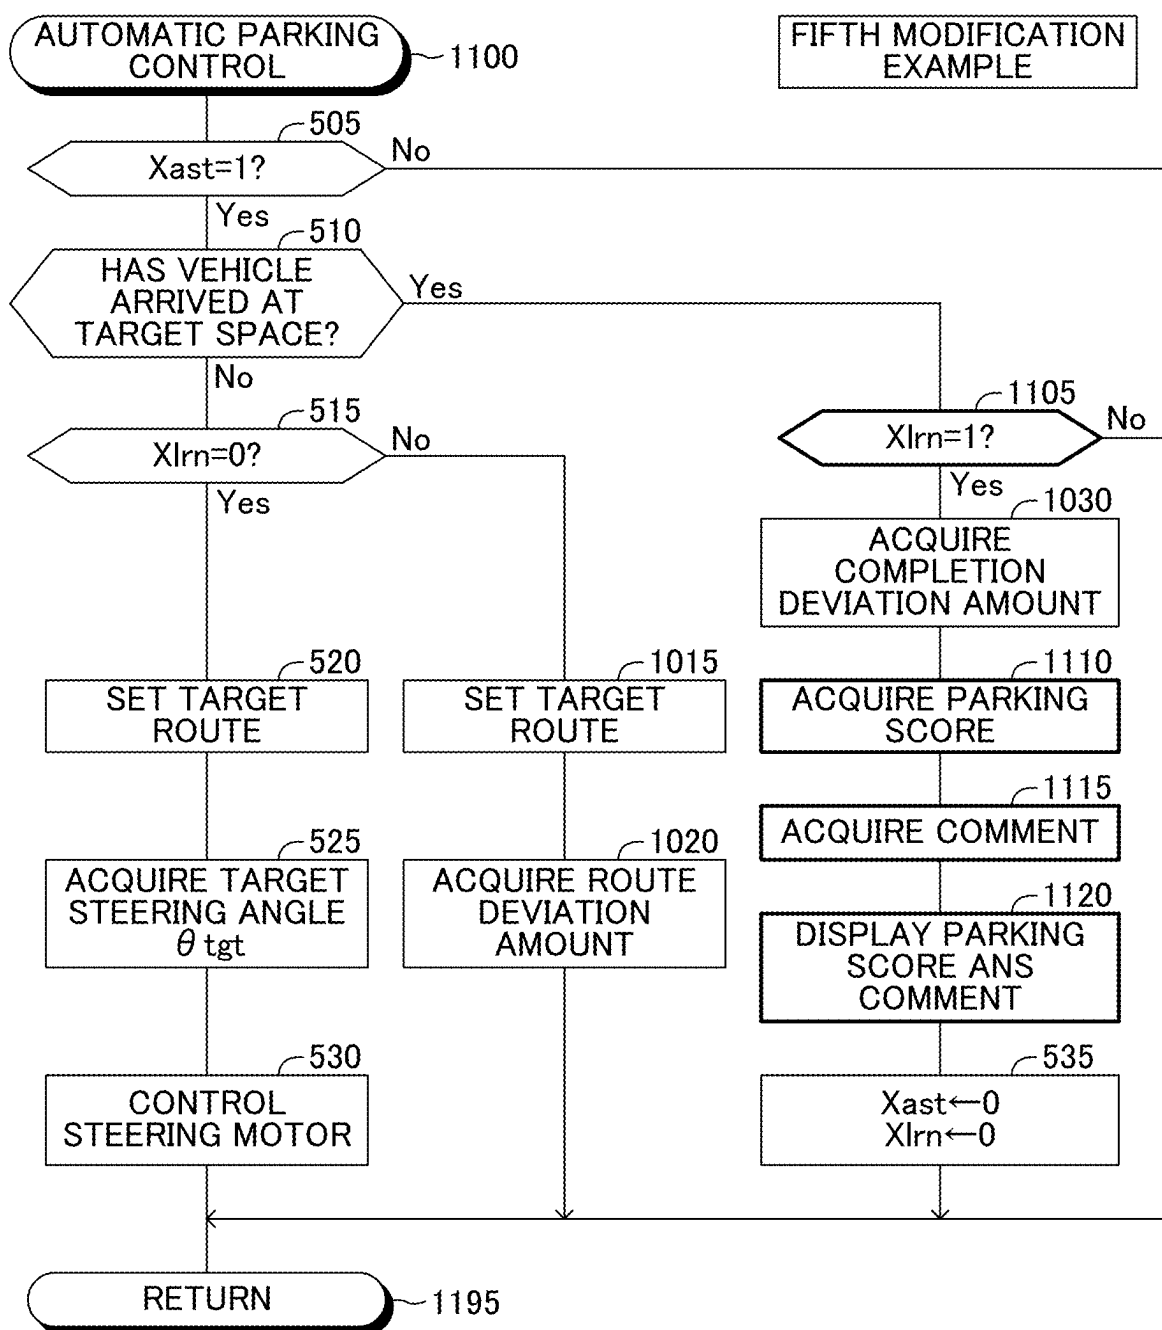 AUTOMATIC PARKING
CONTROL
1100
FIFTH MODIFICATION
EXAMPLE
505
Xast=1?
No
Yes
510
HAS VEHICLE
ARRIVED AT
TARGET SPACE?
Yes
No
515
Xlrn=0?
No
Yes
1105
Xlrn=1?
No
Yes
1030
ACQUIRE
COMPLETION
DEVIATION AMOUNT
520
SET TARGET
ROUTE
1015
SET TARGET
ROUTE
1110
ACQUIRE PARKING
SCORE
1115
ACQUIRE COMMENT
525
ACQUIRE TARGET
STEERING ANGLE
θ tgt
1020
ACQUIRE ROUTE
DEVIATION
AMOUNT
1120
DISPLAY PARKING
SCORE ANS
COMMENT
530
CONTROL
STEERING MOTOR
535
Xast←0
Xlrn←0
RETURN
1195